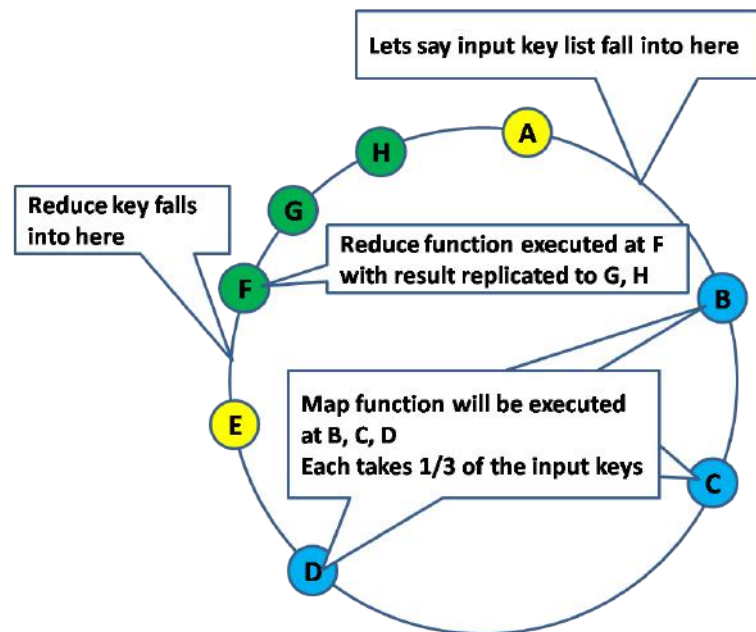 Lets say input key list fall into here
A
H
Reduce key falls
into here
G
Reduce function executed at F
with result replicated to G, H
F
B
Map function will be executed
at B, C, D
Each takes 1/3 of the input keys
E
C
D